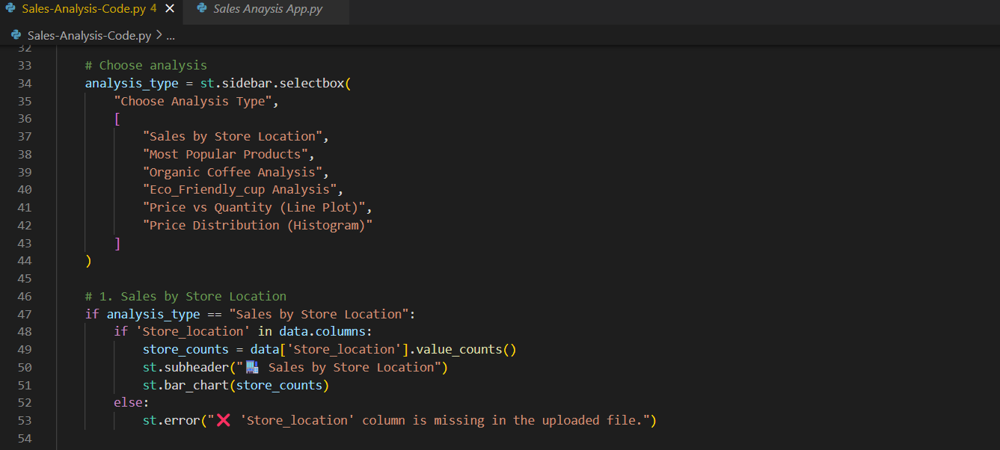 Sales-Analysis-Code.py 4 ✕ Sales Anaysis App.py
Sales-Analysis-Code.py > ...
32
33 # Choose analysis
34 analysis_type = st.sidebar.selectbox(
35 "Choose Analysis Type",
36 [
37 "Sales by Store Location",
38 "Most Popular Products",
39 "Organic Coffee Analysis",
40 "Eco_Friendly_cup Analysis",
41 "Price vs Quantity (Line Plot)",
42 "Price Distribution (Histogram)"
43 ]
44 )
45
46 # 1. Sales by Store Location
47 if analysis_type == "Sales by Store Location":
48 if 'Store_location' in data.columns:
49 store_counts = data['Store_location'].value_counts()
50 st.subheader("🏬 Sales by Store Location")
51 st.bar_chart(store_counts)
52 else:
53 st.error("❌ 'Store_location' column is missing in the uploaded file.")
54